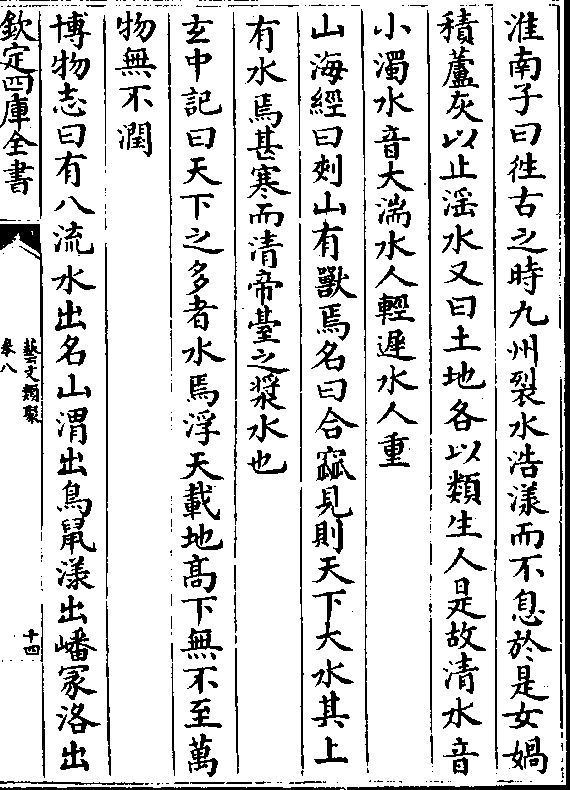 淮南子曰徃古之時九州裂水浩漾而不息於是女媧
積蘆灰以止滛水又曰土地各以類生人是故清水音
小濁水音大湍水人輕遲水人重
山海經曰剡山有獸焉名曰合窳見則天下大水其上
有水焉甚寒而清帝臺之漿水也
玄中記曰天下之多者水焉浮天載地髙下無不至萬
物無不潤
博物志曰有八流水出名山渭出鳥鼠漾出嶓冢洛出
欽定四庫全書
藝文類聚
卷八
十四